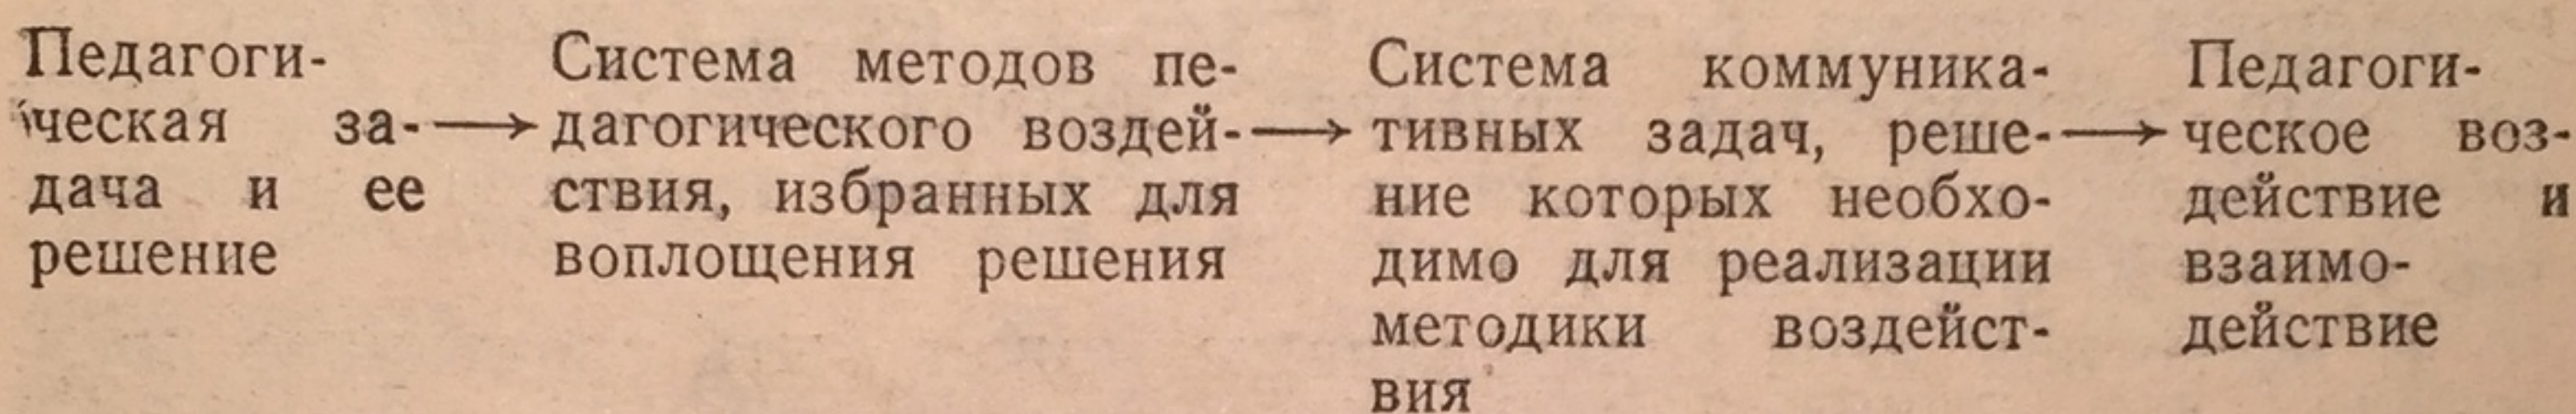 Педагоги-
ческая за-
дача и ее
решение
Система методов пе-
дагогического воздей-
ствия, избранных для
воплощения решения
Система коммуника-
тивных задач, реше-
ние которых необхо-
димо для реализации
методики воздейст-
вия
Педагоги-
ческое воз-
действие и
взаимо-
действие